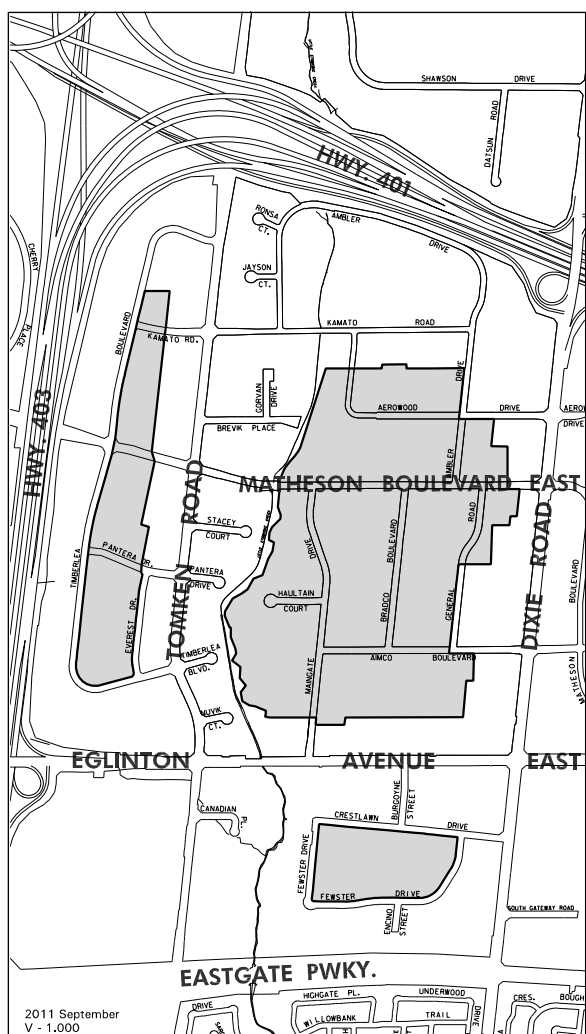 SHAWSON DRIVE
DATSUN ROAD
HWY. 401
RONSA CT.
AMBLER DRIVE
JAYSON CT.
CHERRY PLACE
BOULEVARD
KAMATO RD.
KAMATO ROAD
HWY. 403
GORVAN DRIVE
DRIVE
AEROWOOD DRIVE
BREVIK PLACE
DRIVE
AMBLER
MATHESON BOULEVARD EAST
TOMKEN ROAD
STACEY COURT
DRIVE
BOULEVARD
ROAD
DIXIE ROAD
BOULEVARD
PANTERA DR.
PANTERA DRIVE
TIMBERLEA
HAULTAIN COURT
EVEREST DR.
BRADCO
GENERAL
TIMBERLEA BLVD.
AIMCO BOULEVARD
MAINGATE
MATHESON
NUVIK CT.
EGLINTON AVENUE EAST
CANADIAN PL.
BURGOYNE STREET
CRESTLAWN DRIVE
FEWSTER DRIVE
FEWSTER DRIVE
ENCINO STREET
SOUTH GATEWAY ROAD
EASTGATE PWKY.
HIGHGATE PL.
UNDERWOOD
DRIVE
DRIVE
WILLOWBANK TRAIL
CRES.
BOUGH
2011 September
V - 1.000